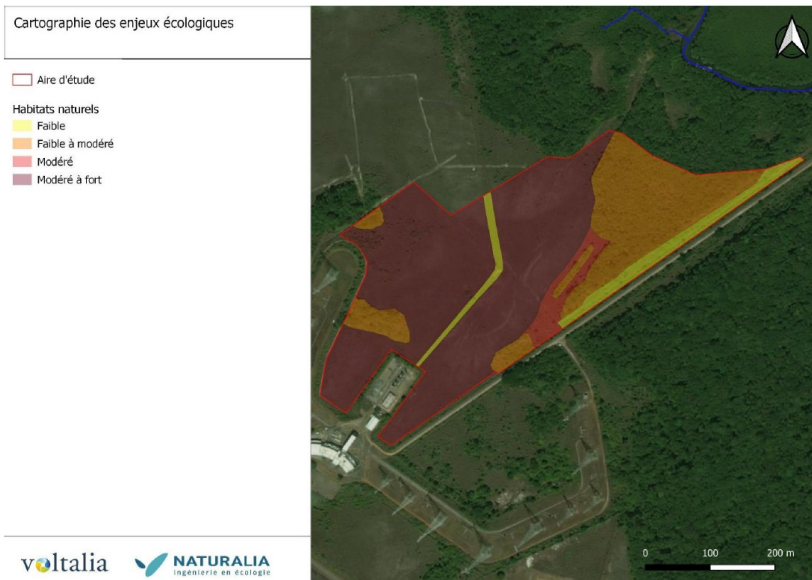 Cartographie des enjeux écologiques
Aire d'étude
Habitats naturels
Faible
Faible à modéré
Modéré
Modéré à fort
voltalia
NATURALIA
Ingénierie en écologie
0 100 200 m